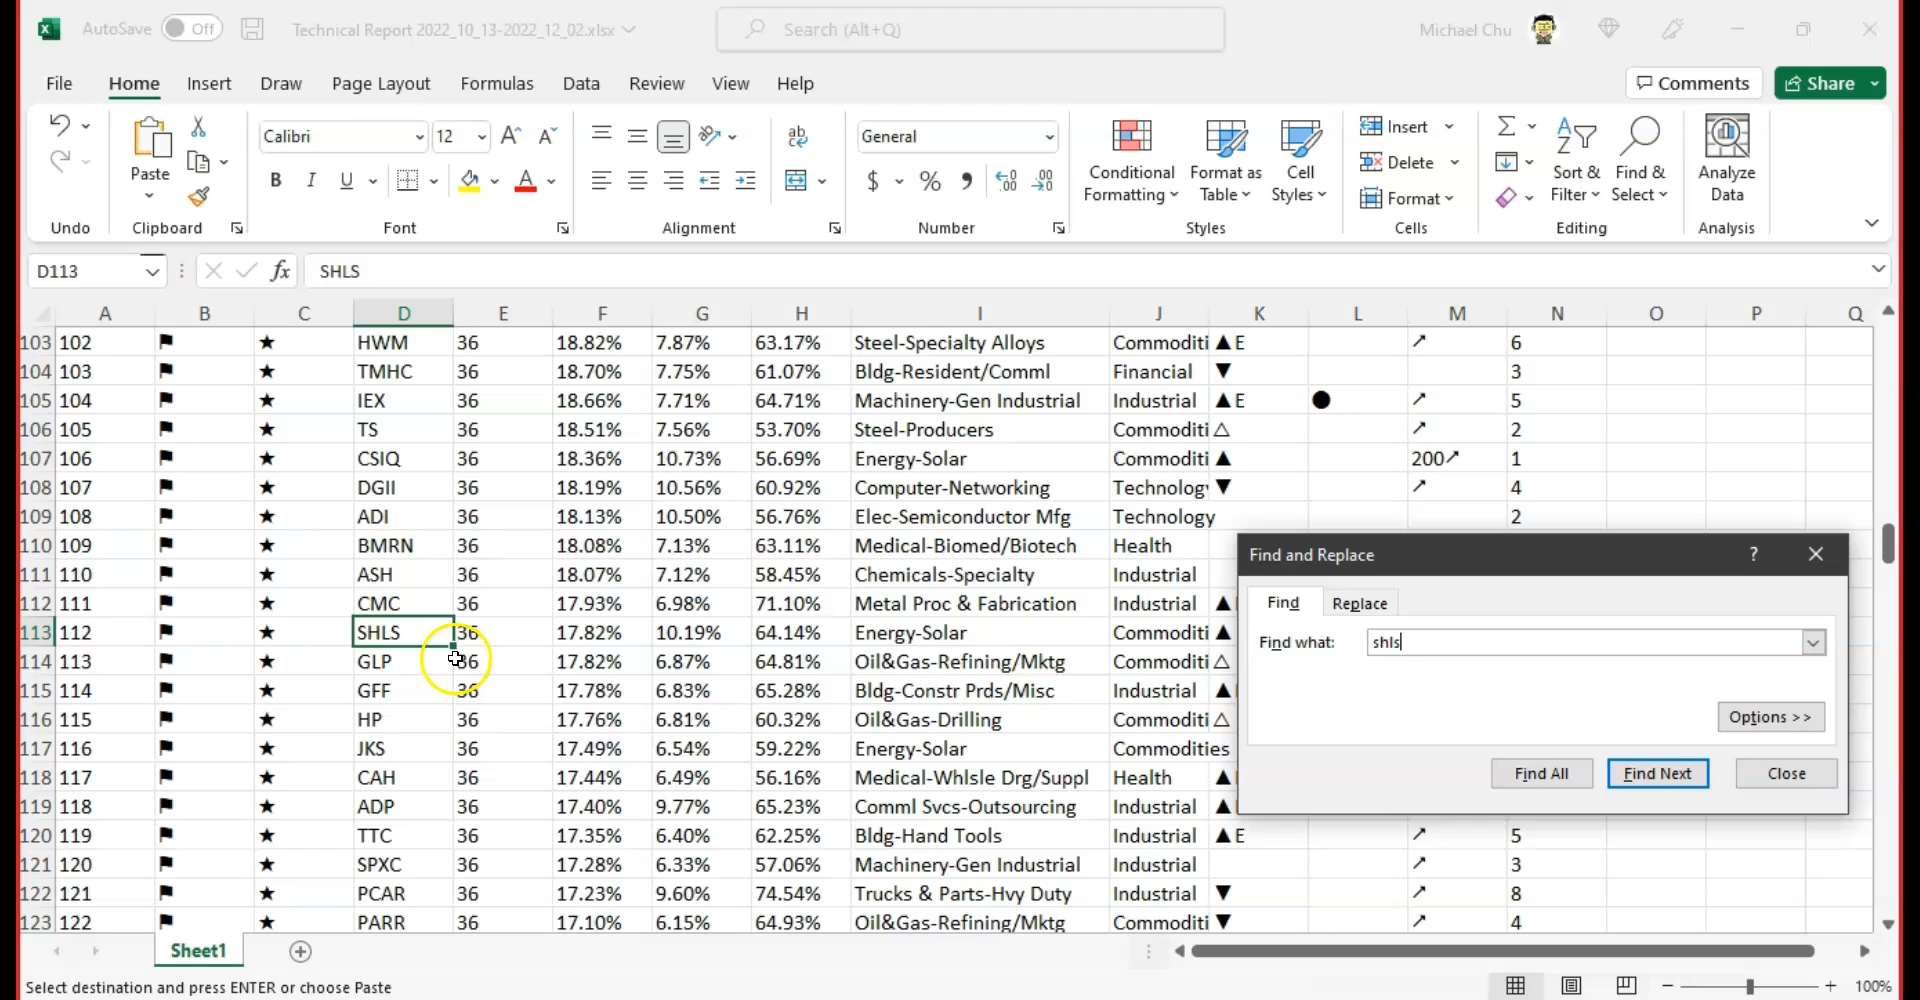 AutoSave Off Technical Report 2022_10_13-2022_12_02.xlsx Search (Alt+Q) Michael Chu
File Home Insert Draw Page Layout Formulas Data Review View Help Comments Share
Paste
Calibri 12
B I U A
ab
General
$ % 9 .00 .00
Conditional Formatting
Format as Table
Cell Styles
Insert
Delete
Format
Sort & Filter
Find & Select
Analyze Data
Undo Clipboard Font Alignment Number Styles Cells Editing Analysis
D113 fx SHLS
A B C D E F G H I J K L M N O P Q
103 102 ⚑ ★ HWM 36 18.82% 7.87% 63.17% Steel-Specialty Alloys Commoditi ▲E ↗ 6
104 103 ⚑ ★ TMHC 36 18.70% 7.75% 61.07% Bldg-Resident/Comml Financial ▼ 3
105 104 ⚑ ★ IEX 36 18.66% 7.71% 64.71% Machinery-Gen Industrial Industrial ▲E ● ↗ 5
106 105 ⚑ ★ TS 36 18.51% 7.56% 53.70% Steel-Producers Commoditi △ ↗ 2
107 106 ⚑ ★ CSIQ 36 18.36% 10.73% 56.69% Energy-Solar Commoditi ▲ 200↗ 1
108 107 ⚑ ★ DGII 36 18.19% 10.56% 60.92% Computer-Networking Technolog ▼ ↗ 4
109 108 ⚑ ★ ADI 36 18.13% 10.50% 56.76% Elec-Semiconductor Mfg Technology 2
110 109 ⚑ ★ BMRN 36 18.08% 7.13% 63.11% Medical-Biomed/Biotech Health
111 110 ⚑ ★ ASH 36 18.07% 7.12% 58.45% Chemicals-Specialty Industrial
112 111 ⚑ ★ CMC 36 17.93% 6.98% 71.10% Metal Proc & Fabrication Industrial ▲
113 112 ⚑ ★ SHLS 36 17.82% 10.19% 64.14% Energy-Solar Commoditi ▲
114 113 ⚑ ★ GLP 36 17.82% 6.87% 64.81% Oil&Gas-Refining/Mktg Commoditi △
115 114 ⚑ ★ GFF 36 17.78% 6.83% 65.28% Bldg-Constr Prds/Misc Industrial ▲
116 115 ⚑ ★ HP 36 17.76% 6.81% 60.32% Oil&Gas-Drilling Commoditi △
117 116 ⚑ ★ JKS 36 17.49% 6.54% 59.22% Energy-Solar Commodities
118 117 ⚑ ★ CAH 36 17.44% 6.49% 56.16% Medical-Whlsle Drg/Suppl Health ▲
119 118 ⚑ ★ ADP 36 17.40% 9.77% 65.23% Comml Svcs-Outsourcing Industrial ▲
120 119 ⚑ ★ TTC 36 17.35% 6.40% 62.25% Bldg-Hand Tools Industrial ▲E ↗ 5
121 120 ⚑ ★ SPXC 36 17.28% 6.33% 57.06% Machinery-Gen Industrial Industrial ↗ 3
122 121 ⚑ ★ PCAR 36 17.23% 9.60% 74.54% Trucks & Parts-Hvy Duty Industrial ▼ ↗ 8
123 122 ⚑ ★ PARR 36 17.10% 6.15% 64.93% Oil&Gas-Refining/Mktg Commoditi ▼ ↗ 4
Find and Replace ?
Find Replace
Find what: shls
Options >>
Find All Find Next Close
Sheet1
Select destination and press ENTER or choose Paste 100%